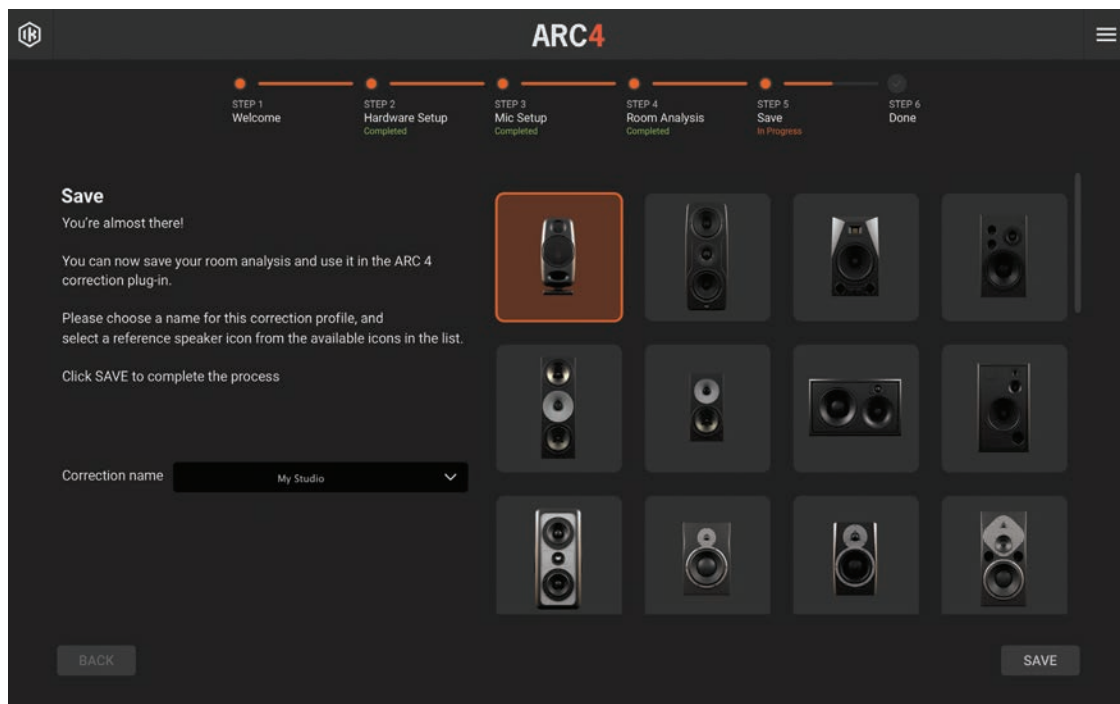 ARC4
STEP 1
Welcome
STEP 2
Hardware Setup
Completed
STEP 3
Mic Setup
Completed
STEP 4
Room Analysis
Completed
STEP 5
Save
In Progress
STEP 6
Done
Save
You're almost there!
You can now save your room analysis and use it in the ARC 4
correction plug-in.
Please choose a name for this correction profile, and
select a reference speaker icon from the available icons in the list.
Click SAVE to complete the process
Correction name
My Studio
BACK
SAVE